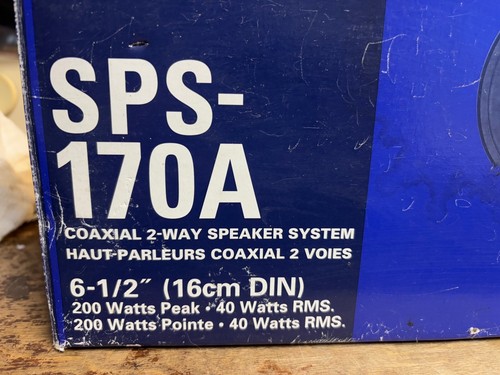 SPS-
170A
COAXIAL 2-WAY SPEAKER SYSTEM
HAUT-PARLEURS COAXIAL 2 VOIES
6-1/2″ (16cm DIN)
200 Watts Peak • 40 Watts RMS.
200 Watts Pointe • 40 Watts RMS.